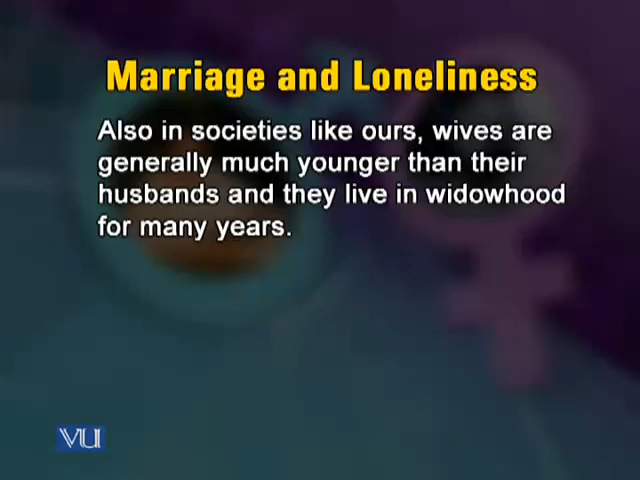 Marriage and Loneliness
Also in societies like ours, wives are
generally much younger than their
husbands and they live in widowhood
for many years.
VU